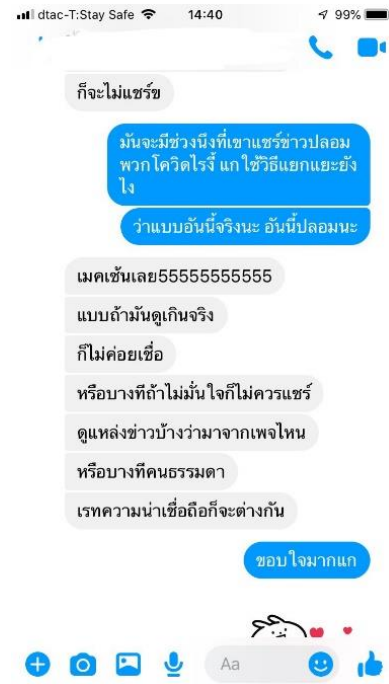 dtac-T:Stay Safe 14:40 99%
ก็จะไม่แชร์ข
มันจะมีช่วงนึงที่เขาแชร์ข่าวปลอม
พวกโควิดไรงี้ แกใช้วิธีแยกแยะยัง
ไง
ว่าแบบอันนี้จริงนะ อันนี้ปลอมนะ
เมคเซ้นเลย55555555555
แบบถ้ามันดูเกินจริง
ก็ไม่ค่อยเชื่อ
หรือบางทีถ้าไม่มั่นใจก็ไม่ควรแชร์
ดูแหล่งข่าวบ้างว่ามาจากเพจไหน
หรือบางทีคนธรรมดา
เรทความน่าเชื่อถือก็จะต่างกัน
ขอบใจมากแก
Aa